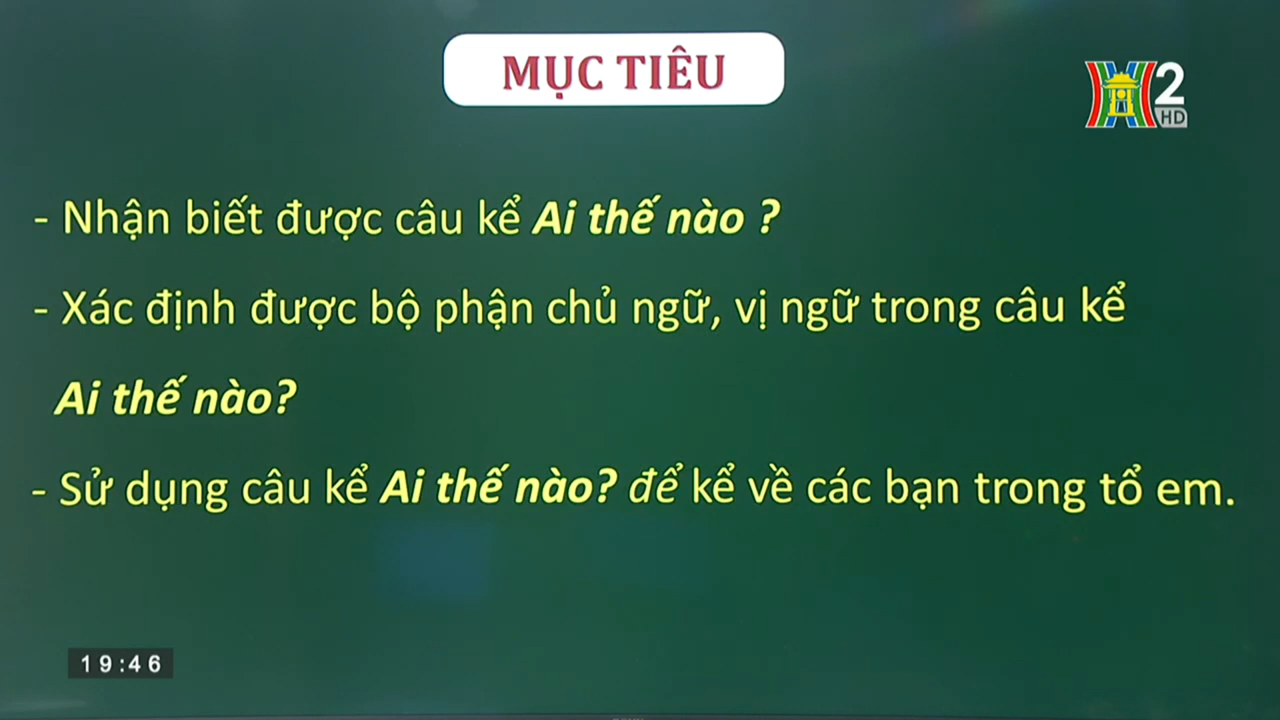 MỤC TIÊU
2
HD
- Nhận biết được câu kể Ai thế nào ?
- Xác định được bộ phận chủ ngữ, vị ngữ trong câu kể
Ai thế nào?
- Sử dụng câu kể Ai thế nào? để kể về các bạn trong tổ em.
19:46